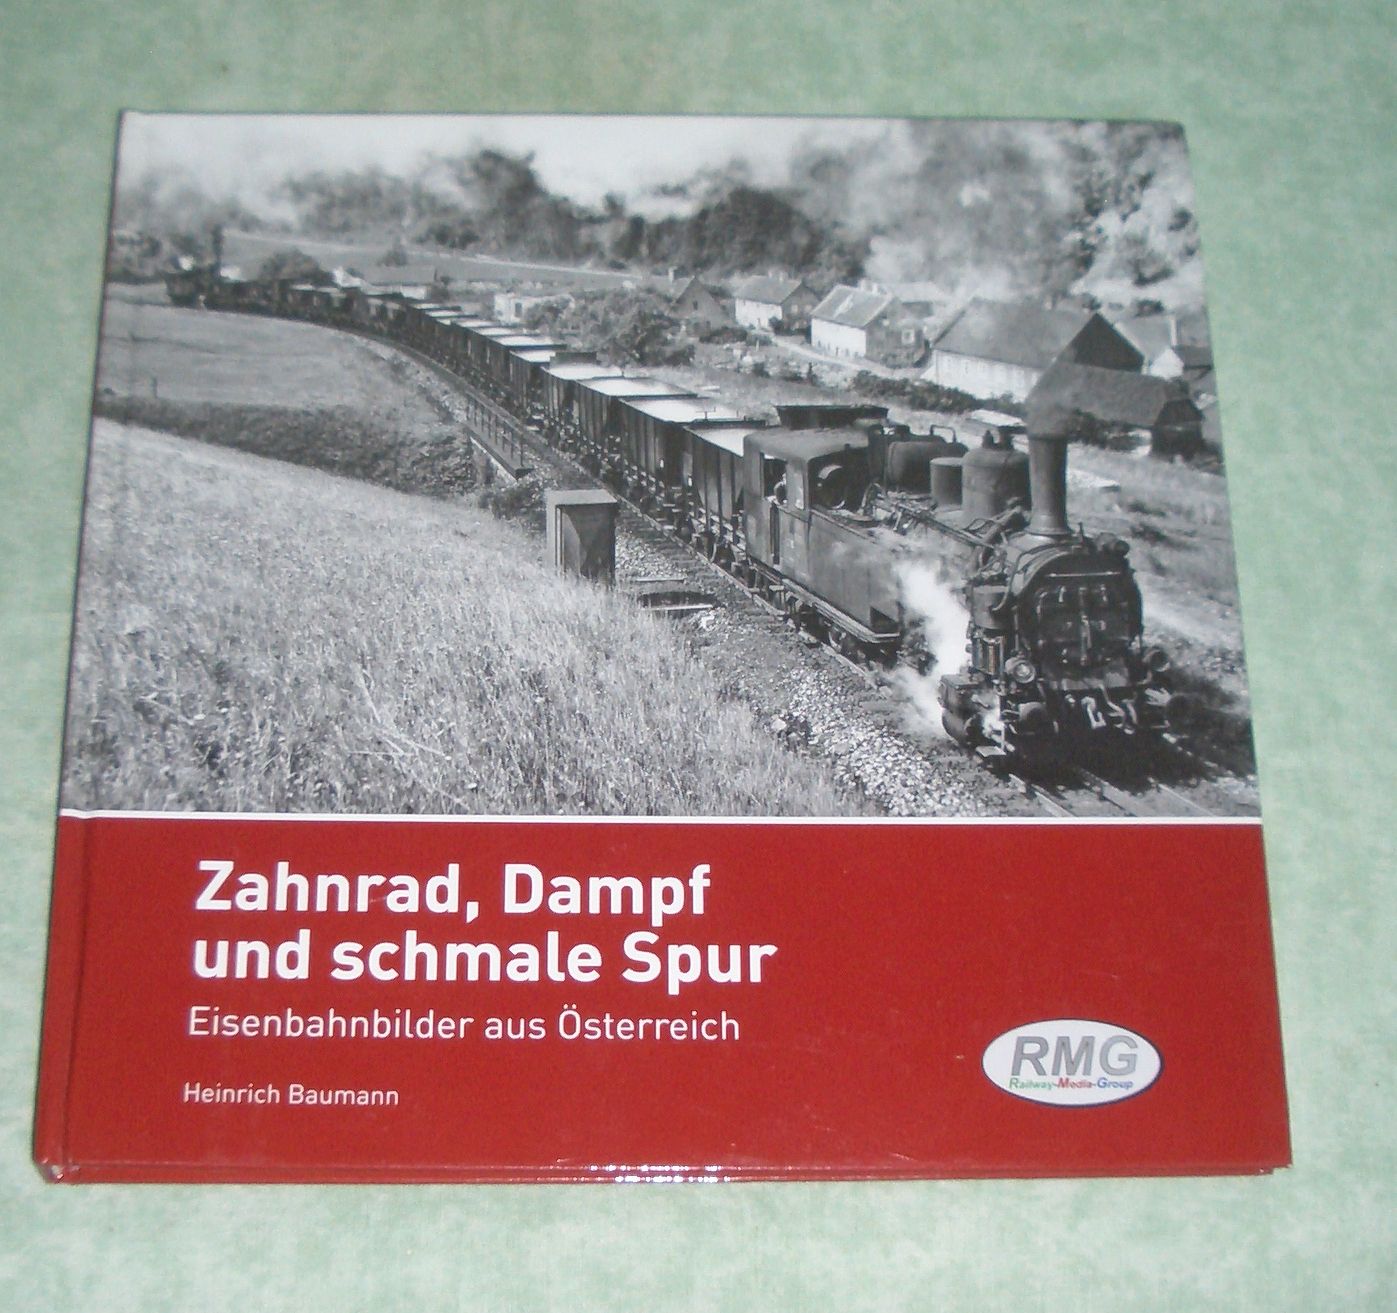 Zahnrad, Dampf
und schmale Spur
Eisenbahnbilder aus Österreich
Heinrich Baumann
RMG
Railway-Media-Group